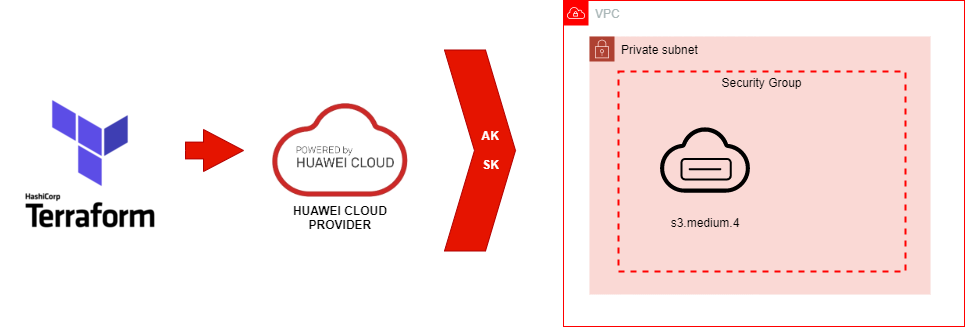 HashiCorp
Terraform
POWERED by
HUAWEI CLOUD
HUAWEI CLOUD
PROVIDER
AK
SK
VPC
Private subnet
Security Group
s3.medium.4